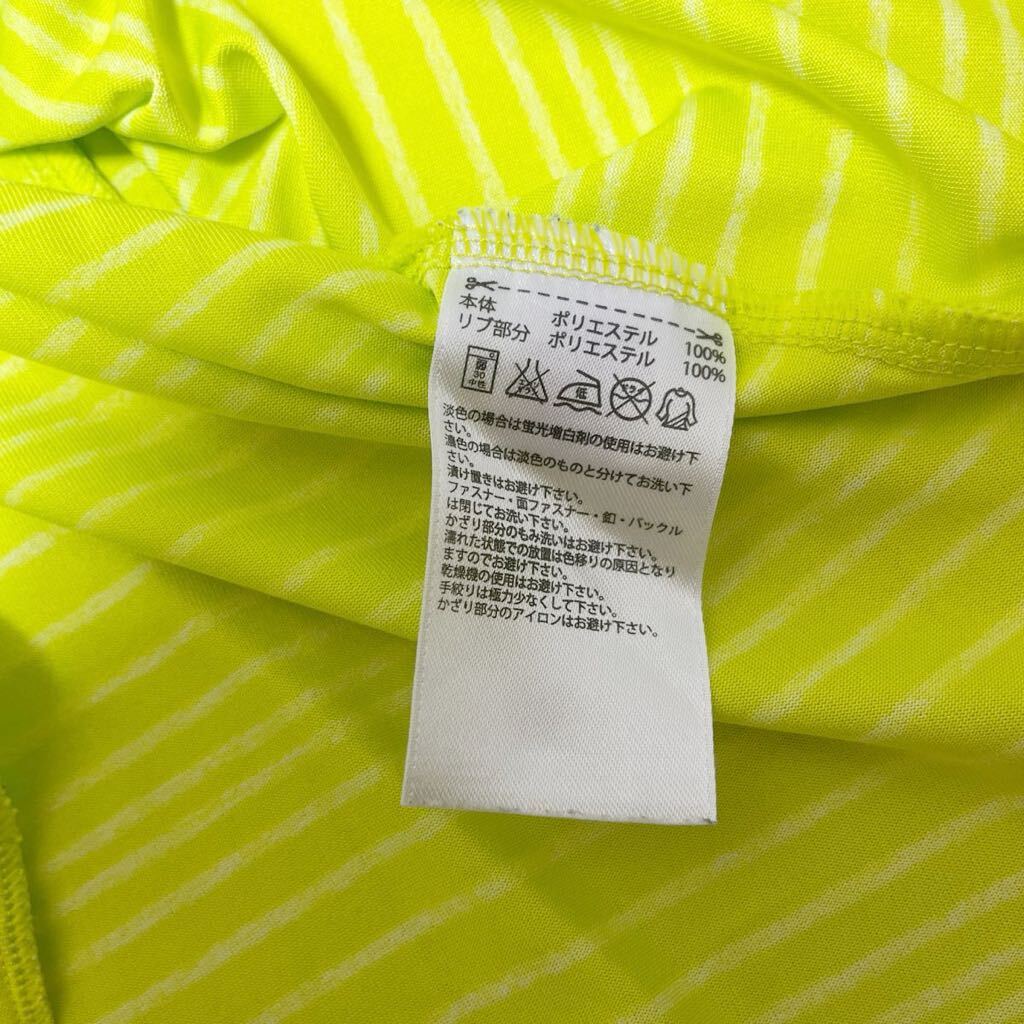 本体 ポリエステル 100%
リブ部分 ポリエステル 100%
弱
30
中性
低
淡色の場合は蛍光増白剤の使用はお避け下
さい。
濃色の場合は淡色のものと分けてお洗い下
さい。
漬け置きはお避け下さい。
ファスナー・面ファスナー・釦・バックル
は閉じてお洗い下さい。
かざり部分のもみ洗いはお避け下さい。
濡れた状態での放置は色移りの原因となり
ますのでお避け下さい。
乾燥機の使用はお避け下さい。
手絞りは極力少なくして下さい。
かざり部分のアイロンはお避け下さい。